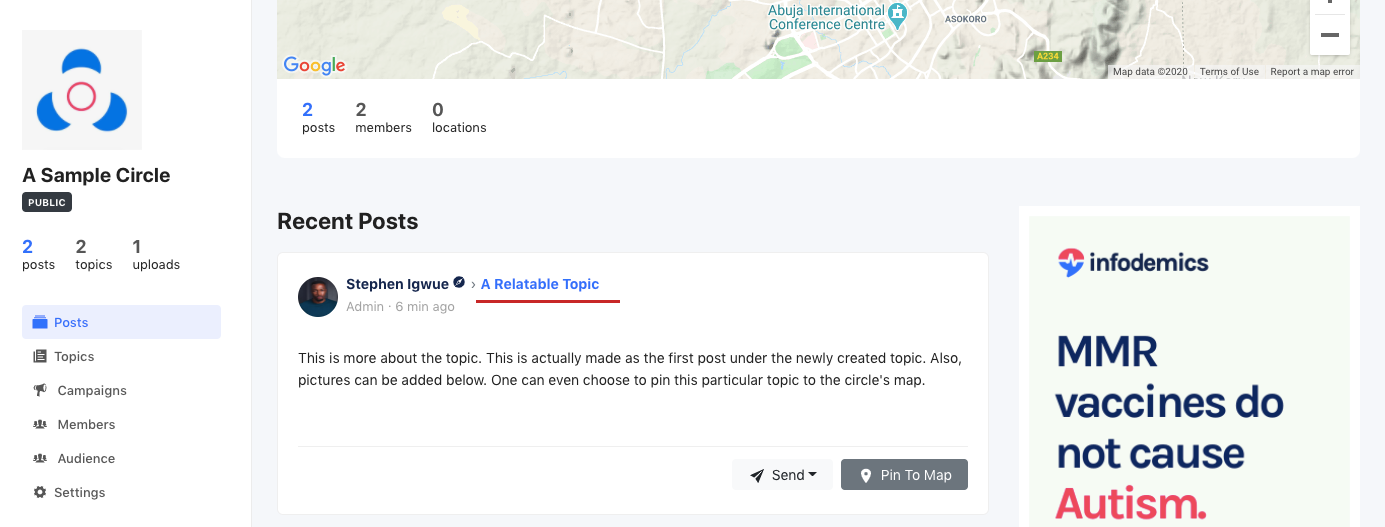 A Sample Circle
PUBLIC
2 posts
2 topics
1 uploads
Posts
Topics
Campaigns
Members
Audience
Settings
Abuja International
Conference Centre
ASOKORO
A234
Google
Map data ©2020 Terms of Use Report a map error
2 posts
2 members
0 locations
Recent Posts
Stephen Igwue › A Relatable Topic
Admin · 6 min ago
This is more about the topic. This is actually made as the first post under the newly created topic. Also,
pictures can be added below. One can even choose to pin this particular topic to the circle's map.
Send
Pin To Map
infodemics
MMR
vaccines do
not cause
Autism.